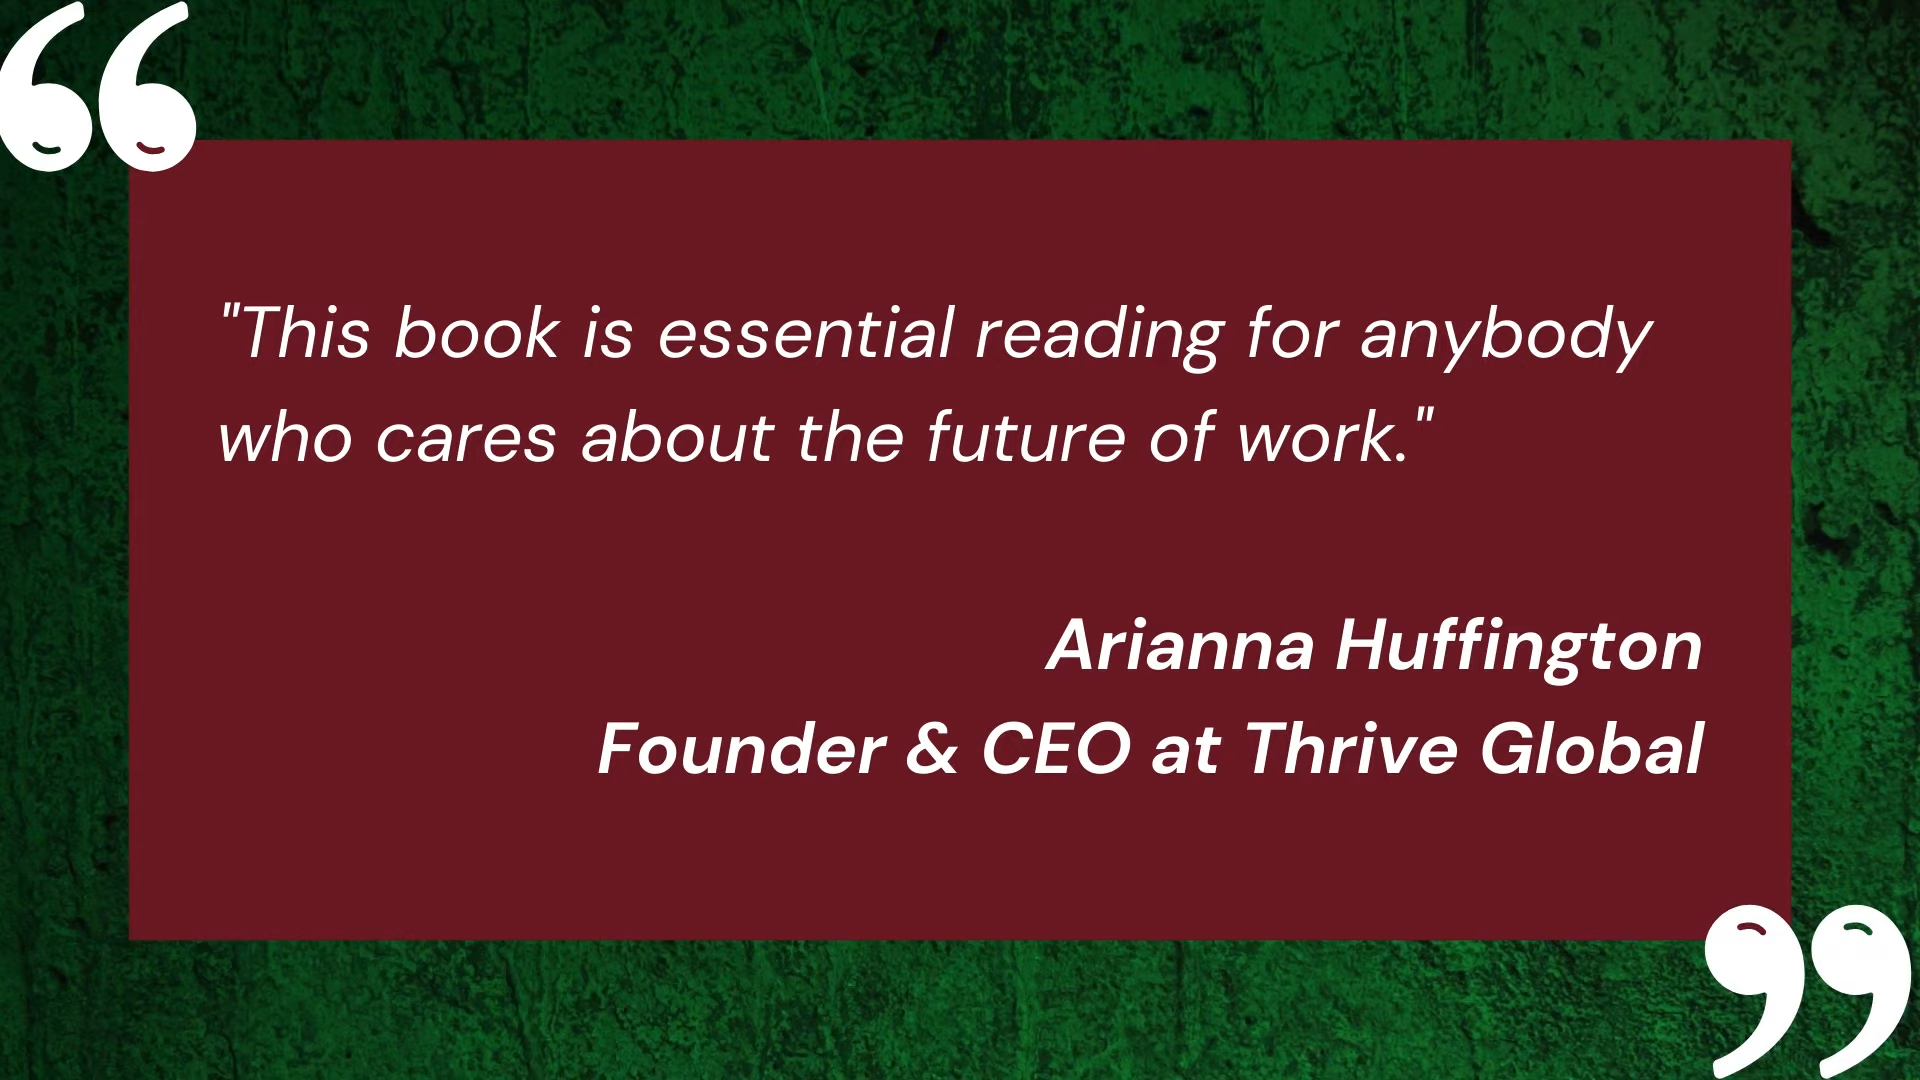 "This book is essential reading for anybody
who cares about the future of work."
Arianna Huffington
Founder & CEO at Thrive Global